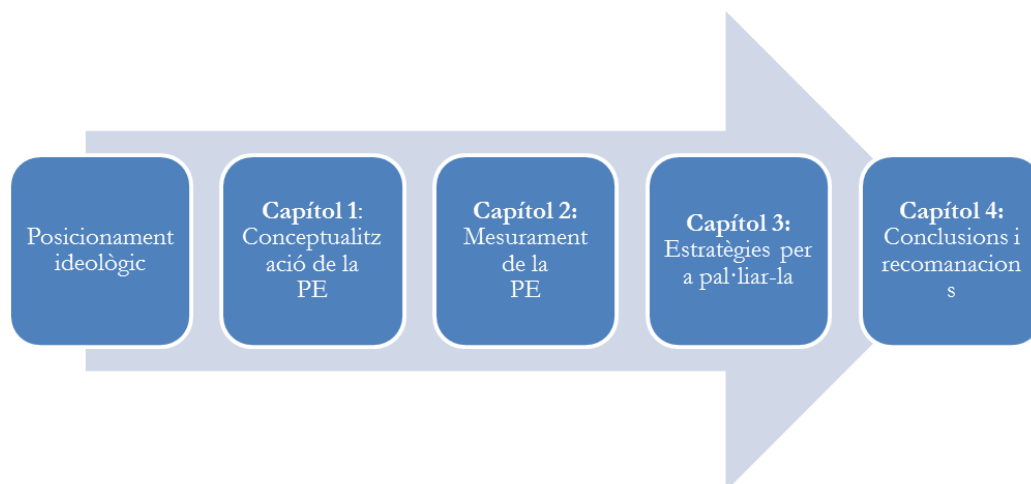 Posicionament
ideològic
Capítol 1:
Conceptualitz
ació de la
PE
Capítol 2:
Mesurament
de la
PE
Capítol 3:
Estratègies per
a pal·liar-la
Capítol 4:
Conclusions i
recomanacion
s